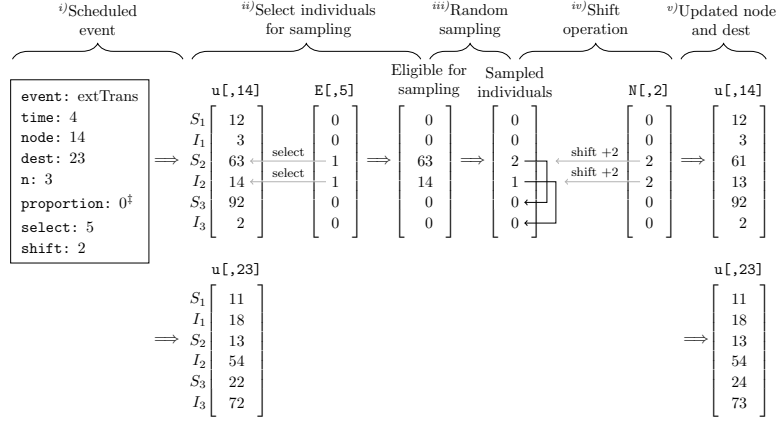 i)Scheduled event
ii)Select individuals for sampling
iii)Random sampling
iv)Shift operation
v)Updated node and dest
event: extTrans
time: 4
node: 14
dest: 23
n: 3
proportion: 0‡
select: 5
shift: 2
⟹
u[,14]
S1 12
I1 3
S2 63
I2 14
S3 92
I3 2
select
select
E[,5]
0
0
1
1
0
0
⟹
Eligible for sampling
0
0
63
14
0
0
⟹
Sampled individuals
0
0
2
1
0
0
shift +2
shift +2
N[,2]
0
0
2
2
0
0
⟹
u[,14]
12
3
61
13
92
2
⟹
u[,23]
S1 11
I1 18
S2 13
I2 54
S3 22
I3 72
⟹
u[,23]
11
18
13
54
24
73